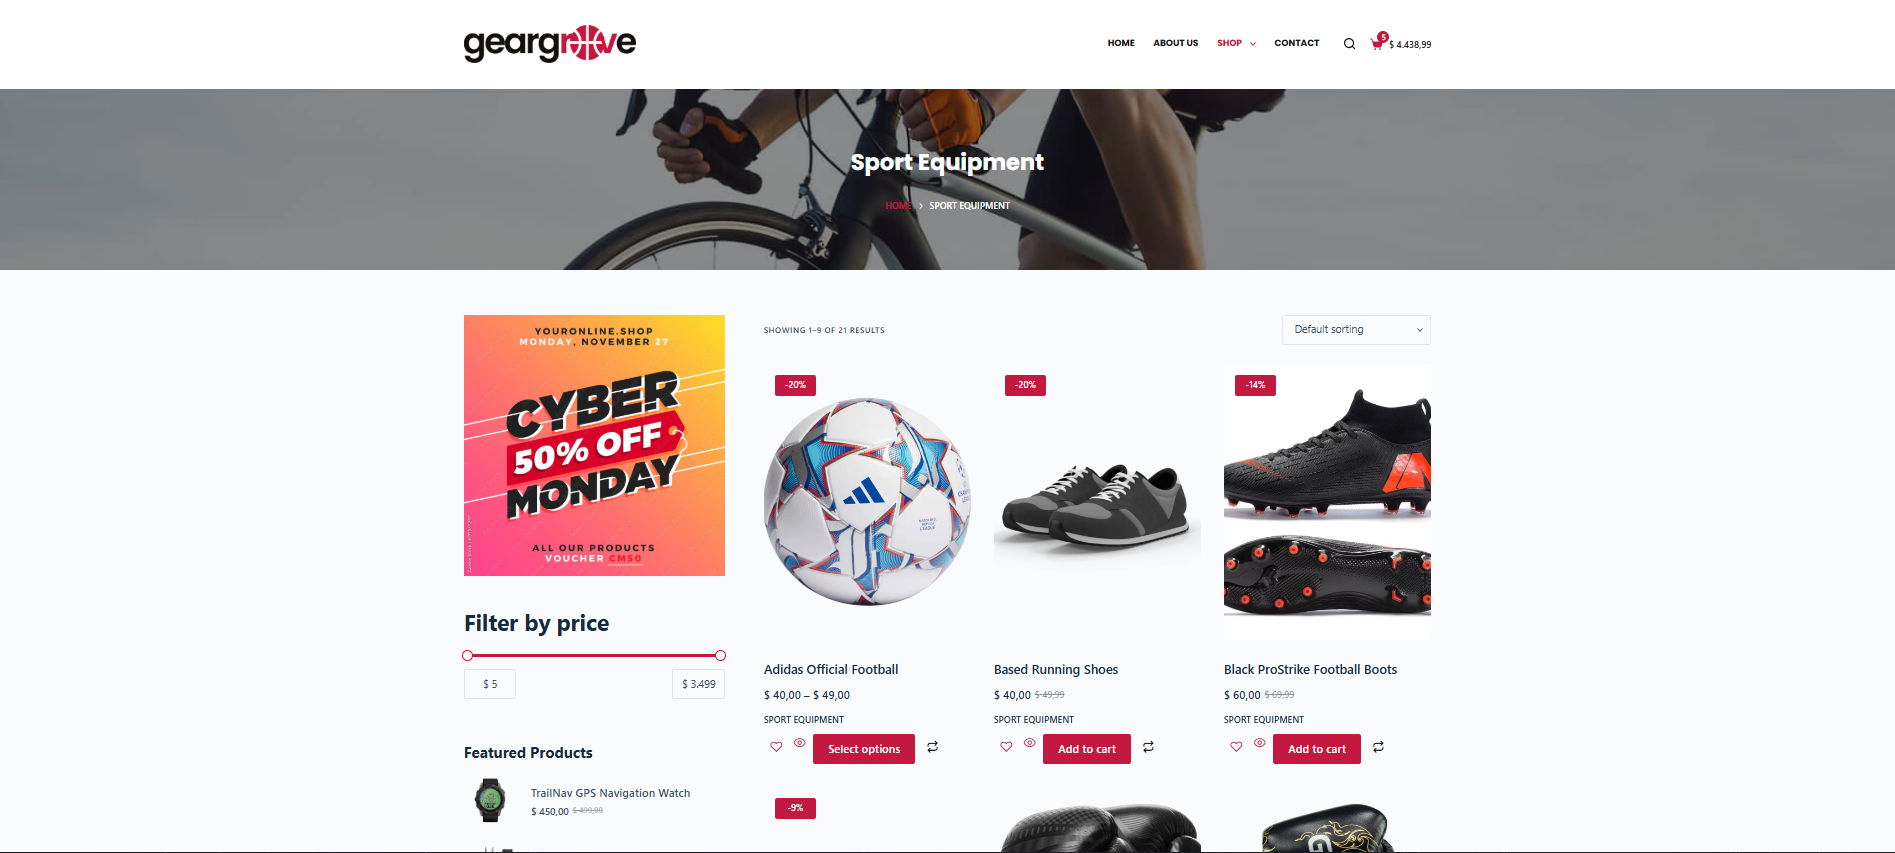 geargroove
HOME
ABOUT US
SHOP
CONTACT
5
$ 4.438,99
Sport Equipment
HOME > SPORT EQUIPMENT
YOURONLINE.SHOP
MONDAY, NOVEMBER 27
CYBER
50% OFF
MONDAY
ALL OUR PRODUCTS
VOUCHER CM50
Filter by price
$ 5
$ 3.499
Featured Products
TrailNav GPS Navigation Watch
$ 450,00 $ 499,99
SHOWING 1–9 OF 21 RESULTS
Default sorting
-20%
Adidas Official Football
$ 40,00 – $ 49,00
SPORT EQUIPMENT
Select options
-20%
Based Running Shoes
$ 40,00 $ 49,99
SPORT EQUIPMENT
Add to cart
-14%
Black ProStrike Football Boots
$ 60,00 $ 69,99
SPORT EQUIPMENT
Add to cart
-9%